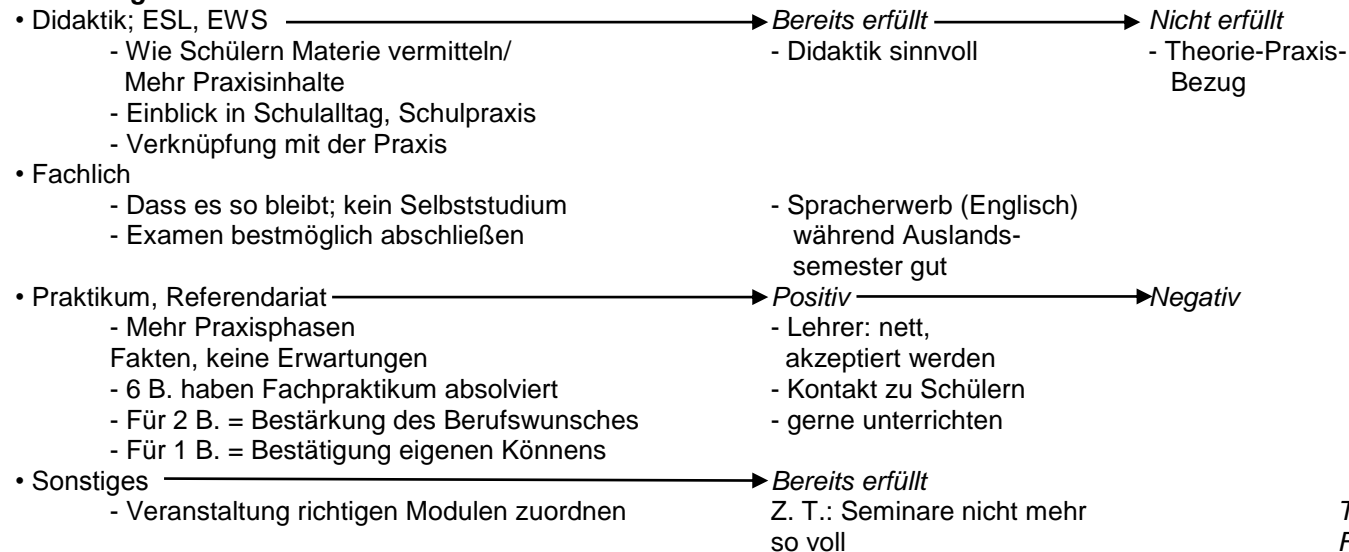 • Didaktik; ESL, EWS Bereits erfüllt Nicht erfüllt
- Wie Schülern Materie vermitteln/ - Didaktik sinnvoll - Theorie-Praxis-
Mehr Praxisinhalte Bezug
- Einblick in Schulalltag, Schulpraxis
- Verknüpfung mit der Praxis
• Fachlich
- Dass es so bleibt; kein Selbststudium - Spracherwerb (Englisch)
- Examen bestmöglich abschließen während Auslands-
semester gut
• Praktikum, Referendariat Positiv Negativ
- Mehr Praxisphasen - Lehrer: nett,
Fakten, keine Erwartungen akzeptiert werden
- 6 B. haben Fachpraktikum absolviert - Kontakt zu Schülern
- Für 2 B. = Bestärkung des Berufswunsches - gerne unterrichten
- Für 1 B. = Bestätigung eigenen Könnens
• Sonstiges Bereits erfüllt
- Veranstaltung richtigen Modulen zuordnen Z. T.: Seminare nicht mehr
so voll